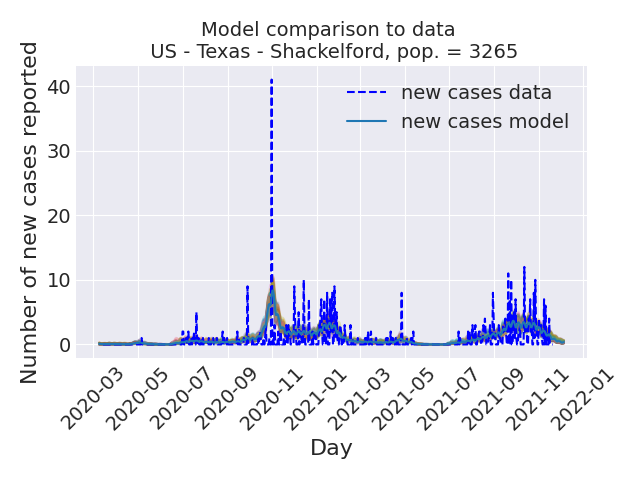 Model comparison to data
US - Texas - Shackelford, pop. = 3265
Number of new cases reported
40
30
20
10
0
new cases data
new cases model
2020-03
2020-05
2020-07
2020-09
2020-11
2021-01
2021-03
2021-05
2021-07
2021-09
2021-11
2022-01
Day